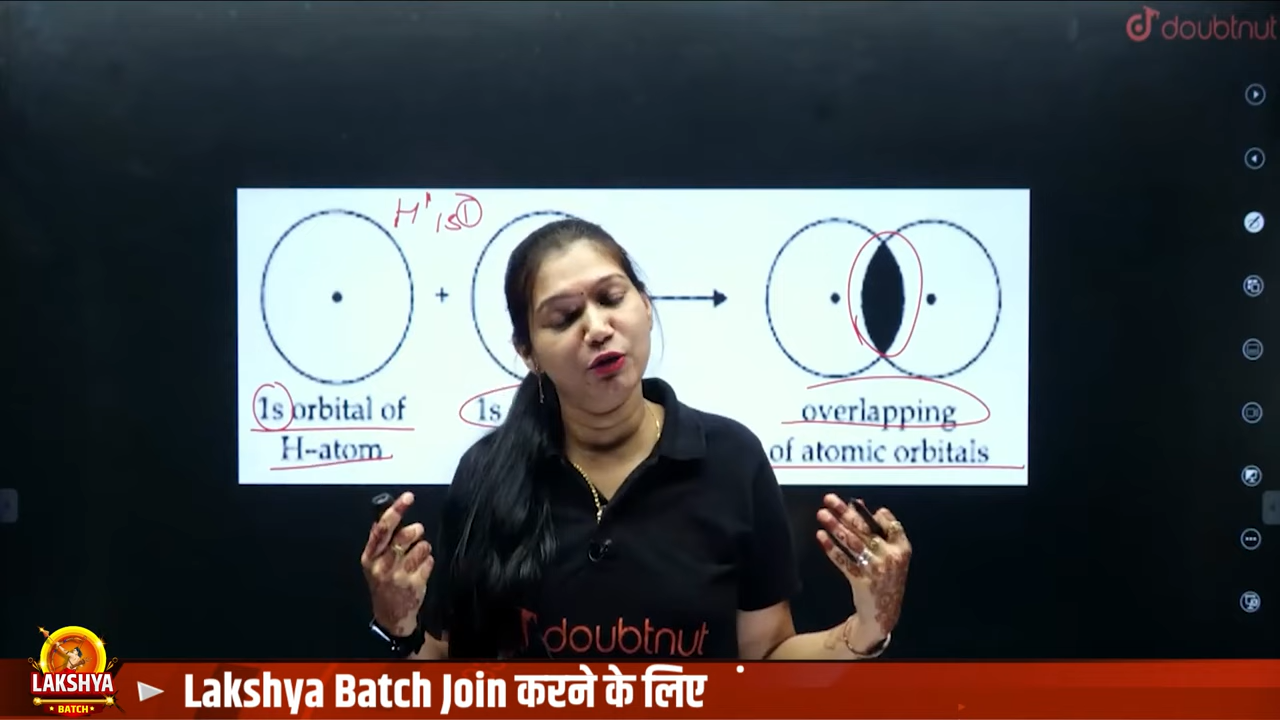 doubtnut
H¹ 1s①
+
1s orbital of
H-atom
1s
overlapping
of atomic orbitals
doubtnut
LAKSHYA
BATCH
Lakshya Batch Join करने के लिए